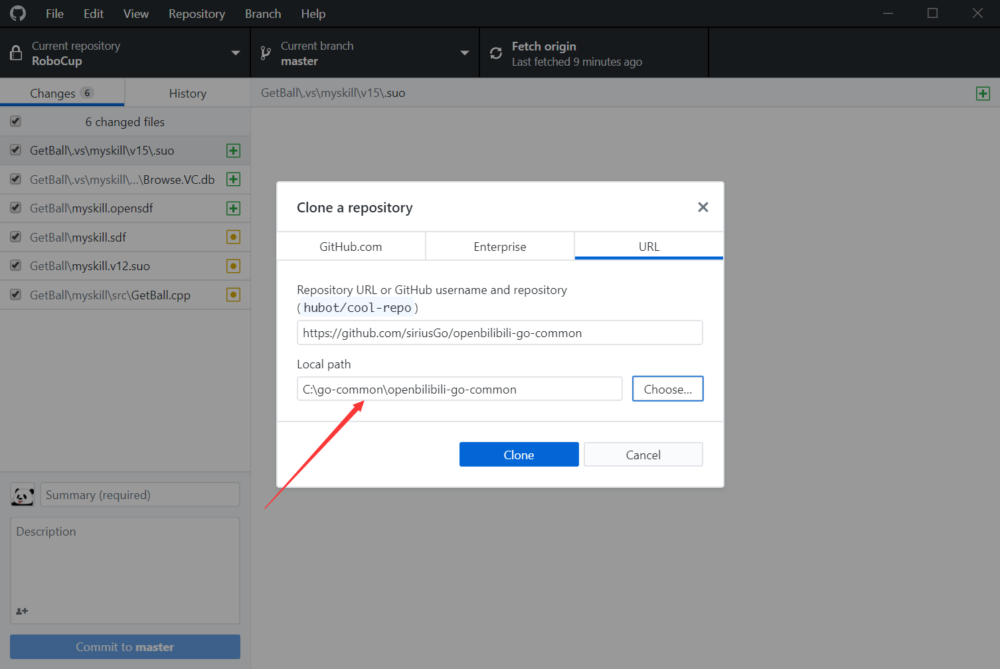 File Edit View Repository Branch Help
Current repository
RoboCup
Current branch
master
Fetch origin
Last fetched 9 minutes ago
Changes 6
History
GetBall\.vs\myskill\v15\.suo
6 changed files
GetBall\.vs\myskill\v15\.suo
GetBall\.vs\myskill\...\Browse.VC.db
GetBall\myskill.opensdf
GetBall\myskill.sdf
GetBall\myskill.v12.suo
GetBall\myskill\src\GetBall.cpp
Clone a repository
GitHub.com
Enterprise
URL
Repository URL or GitHub username and repository
(hubot/cool-repo)
https://github.com/siriusGo/openbilibili-go-common
Local path
C:\go-common\openbilibili-go-common
Choose...
Clone
Cancel
Summary (required)
Description
Commit to master